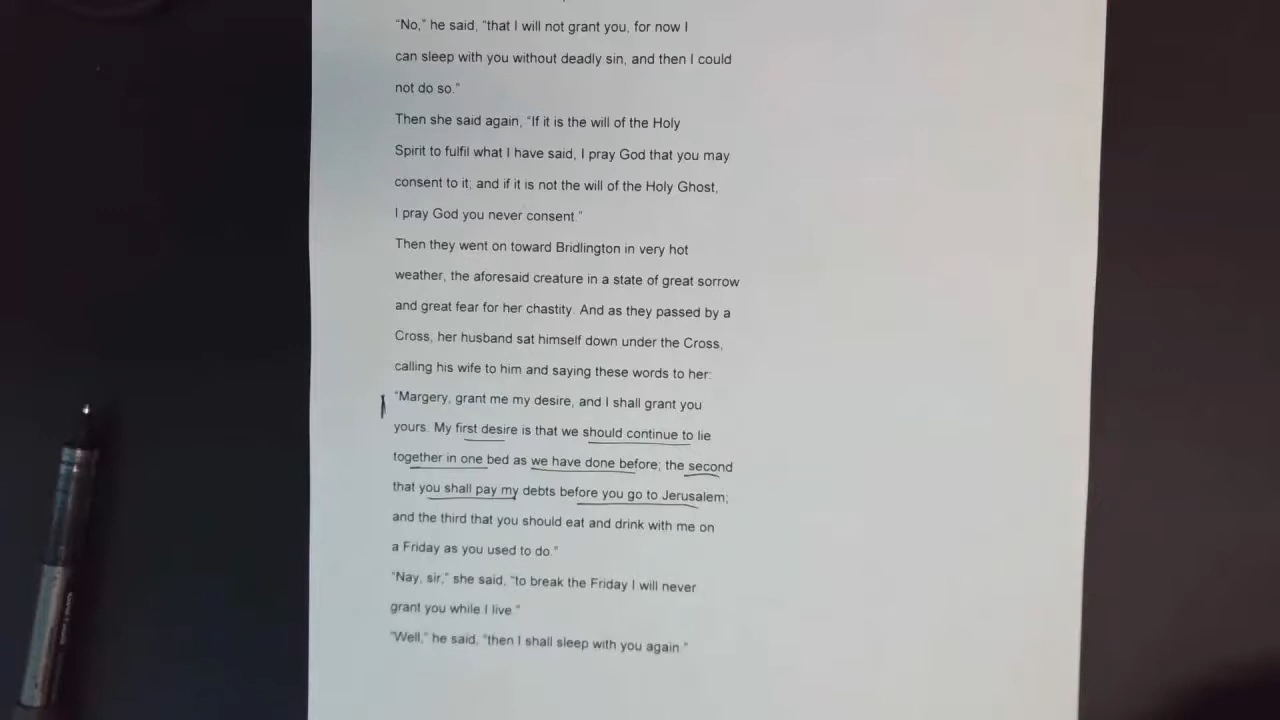 “No,” he said, “that I will not grant you, for now I
can sleep with you without deadly sin, and then I could
not do so.”
Then she said again, “If it is the will of the Holy
Spirit to fulfil what I have said, I pray God that you may
consent to it; and if it is not the will of the Holy Ghost,
I pray God you never consent.”
Then they went on toward Bridlington in very hot
weather, the aforesaid creature in a state of great sorrow
and great fear for her chastity. And as they passed by a
Cross, her husband sat himself down under the Cross,
calling his wife to him and saying these words to her:
“Margery, grant me my desire, and I shall grant you
yours. My first desire is that we should continue to lie
together in one bed as we have done before; the second
that you shall pay my debts before you go to Jerusalem;
and the third that you should eat and drink with me on
a Friday as you used to do.”
“Nay, sir,” she said, “to break the Friday I will never
grant you while I live.”
“Well,” he said, “then I shall sleep with you again.”